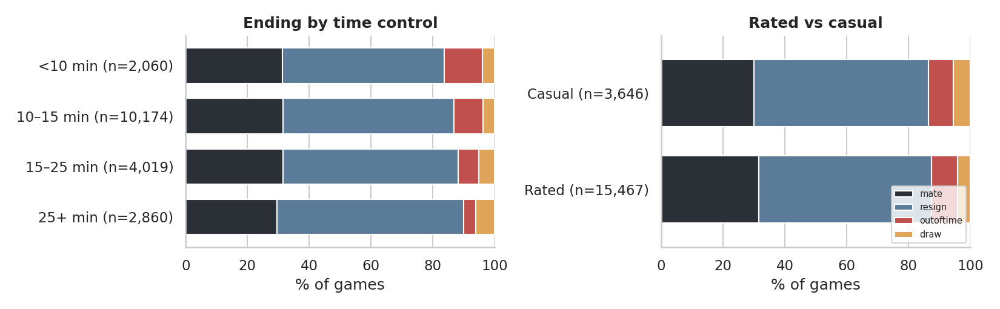 Ending by time control
<10 min (n=2,060)
10–15 min (n=10,174)
15–25 min (n=4,019)
25+ min (n=2,860)
0 20 40 60 80 100
% of games
Rated vs casual
Casual (n=3,646)
Rated (n=15,467)
mate
resign
outoftime
draw
0 20 40 60 80 100
% of games